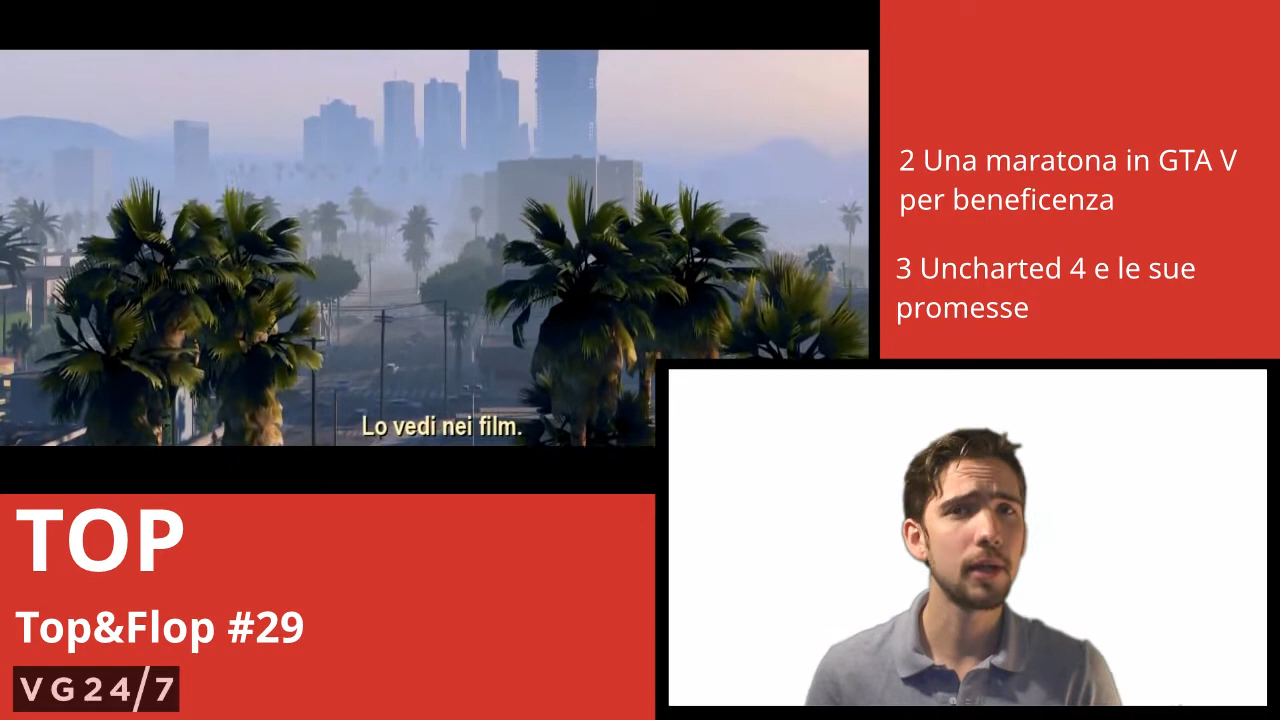 2 Una maratona in GTA V
per beneficenza
3 Uncharted 4 e le sue
promesse
Lo vedi nei film.
TOP
Top&Flop #29
VG24/7